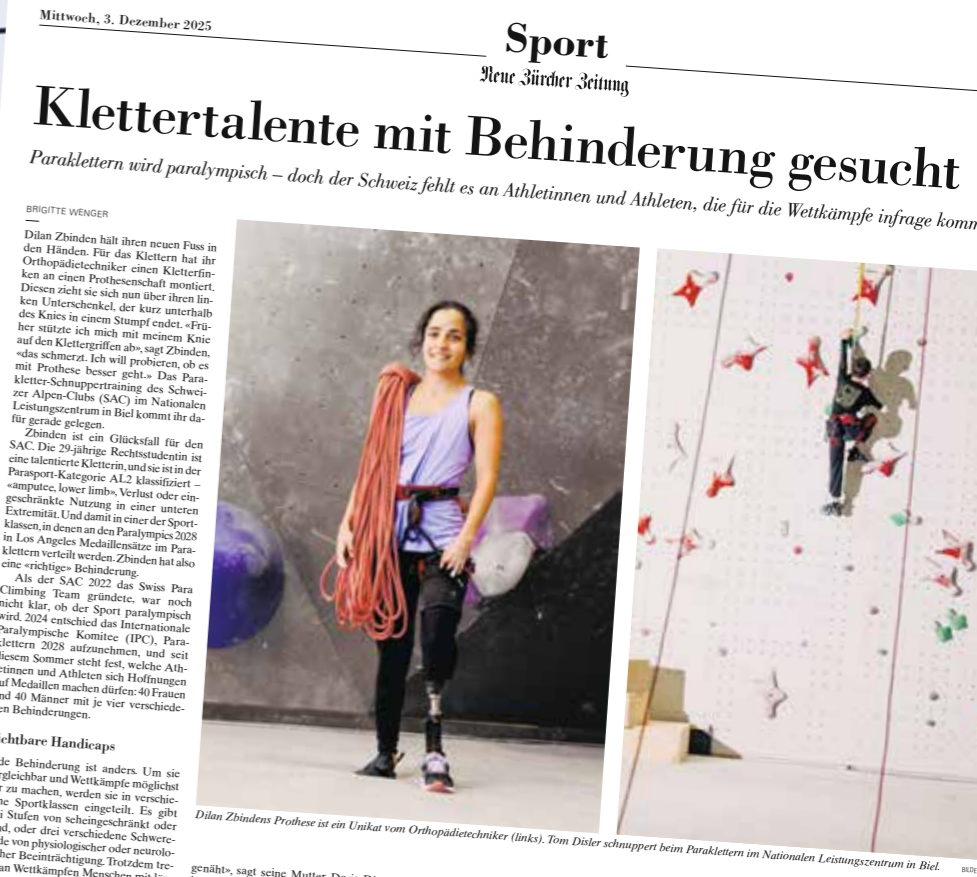 Mittwoch, 3. Dezember 2025
Sport
Neue Zürcher Zeitung
Klettertalente mit Behinderung gesucht
Paraklettern wird paralympisch – doch der Schweiz fehlt es an Athletinnen und Athleten, die für die Wettkämpfe infrage
BRIGITTE WENGER
Dilan Zbinden hält ihren neuen Fuss in
den Händen. Für das Klettern hat ihr
Orthopädietechniker einen Kletterfin-
ken an einen Prothesenschaft montiert.
Diesen zieht sie sich nun über ihren lin-
ken Unterschenkel, der kurz unterhalb
des Knies in einem Stumpf endet. «Frü-
her stützte ich mich mit meinem Knie
auf den Klettergriffen ab», sagt Zbinden,
«das schmerzt. Ich will probieren, ob es
mit Prothese besser geht.» Das Para-
kletter-Schnuppertraining des Schwei-
zer Alpen-Clubs (SAC) im Nationalen
Leistungszentrum in Biel kommt ihr da-
für gerade gelegen.
Zbinden ist ein Glücksfall für den
SAC. Die 29-jährige Rechtsstudentin ist
eine talentierte Kletterin, und sie ist in der
Parasport-Kategorie AL2 klassifiziert –
«amputee, lower limb», Verlust oder ein-
geschränkte Nutzung in einer unteren
Extremität. Und damit in einer der Sport-
klassen, in denen an den Paralympics 2028
in Los Angeles Medaillensätze im Para-
klettern verteilt werden. Zbinden hat also
eine «richtige» Behinderung.
Als der SAC 2022 das Swiss Para
Climbing Team gründete, war noch
nicht klar, ob der Sport paralympisch
wird. 2024 entschied das Internationale
Paralympische Komitee (IPC), Para-
klettern 2028 aufzunehmen, und seit
diesem Sommer steht fest, welche Ath-
etinnen und Athleten sich Hoffnungen
uf Medaillen machen dürfen: 40 Frauen
nd 40 Männer mit je vier verschiede-
en Behinderungen.
ichtbare Handicaps
de Behinderung ist anders. Um sie
rgleichbar und Wettkämpfe möglichst
r zu machen, werden sie in verschie-
ne Sportklassen eingeteilt. Es gibt
i Stufen von seheingeschränkt oder
nd, oder drei verschiedene Schwere-
de von physiologischer oder neurolo-
her Beeinträchtigung. Trotzdem tre-
an Wettkämpfen Menschen mit
Dilan Zbindens Prothese ist ein Unikat vom Orthopädietechniker (links). Tom Disler schnuppert beim Paraklettern im Nationalen Leistungszentrum in Biel.
BILDE
genäht», sagt seine Mutter